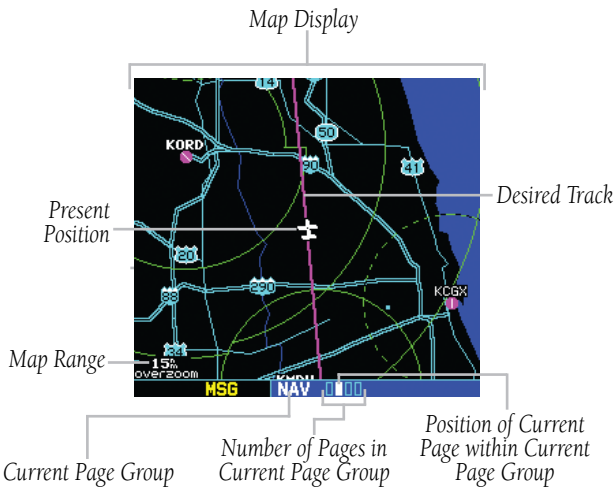 Map Display
14
50
KORD
90
41
Desired Track
Present
Position
20
KCGX
290
88
34
Map Range
15
overzoom
MSG
NAV
Current Page Group
Number of Pages in
Current Page Group
Position of Current
Page within Current
Page Group